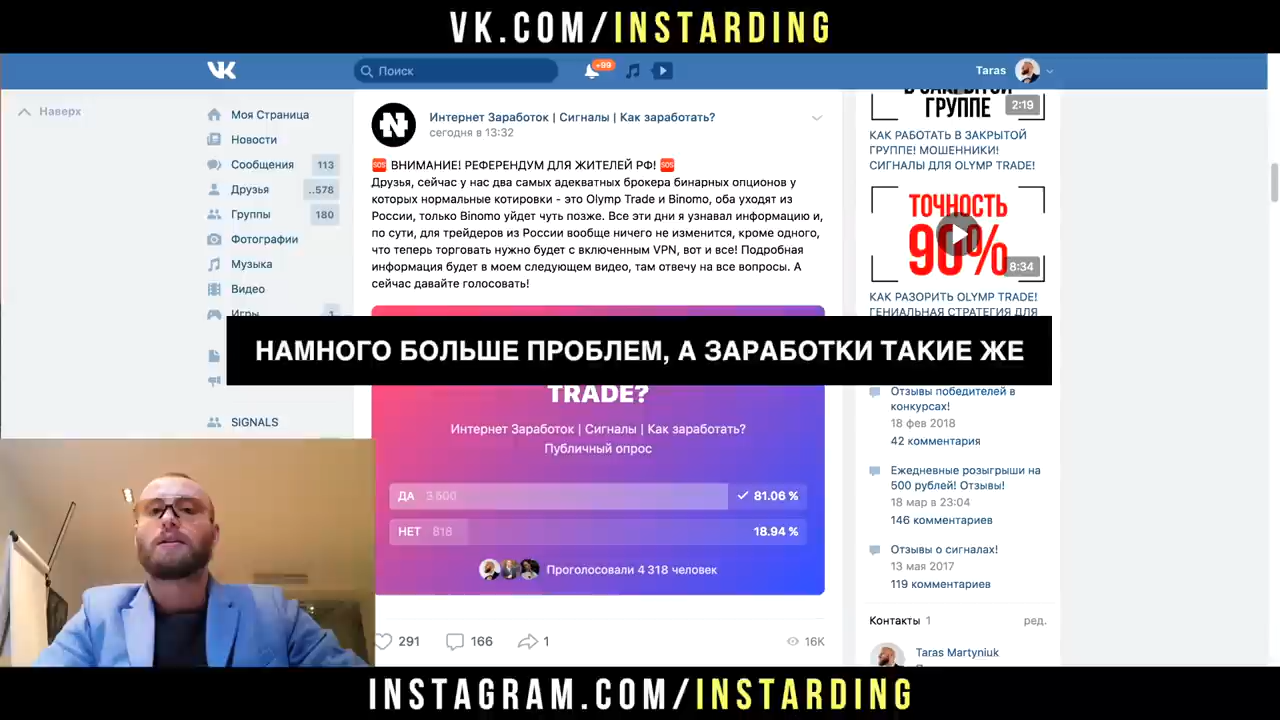 VK.COM/INSTARDING
Поиск
+99
Taras
Наверх
Моя Страница
Новости
Сообщения 113
Друзья ..578
Группы 180
Фотографии
Музыка
Видео
Игры 1
SIGNALS
Интернет Заработок | Сигналы | Как заработать?
сегодня в 13:32
🆘 ВНИМАНИЕ! РЕФЕРЕНДУМ ДЛЯ ЖИТЕЛЕЙ РФ! 🆘
Друзья, сейчас у нас два самых адекватных брокера бинарных опционов у
которых нормальные котировки - это Olymp Trade и Binomo, оба уходят из
России, только Binomo уйдет чуть позже. Все эти дни я узнавал информацию и,
по сути, для трейдеров из России вообще ничего не изменится, кроме одного,
что теперь торговать нужно будет с включенным VPN, вот и все! Подробная
информация будет в моем следующем видео, там отвечу на все вопросы. А
сейчас давайте голосовать!
НАМНОГО БОЛЬШЕ ПРОБЛЕМ, А ЗАРАБОТКИ ТАКИЕ ЖЕ
TRADE?
Интернет Заработок | Сигналы | Как заработать?
Публичный опрос
ДА 3 500 81.06 %
НЕТ 818 18.94 %
Проголосовали 4 318 человек
291 166 1 16K
В ЗАКРЫТОЙ
ГРУППЕ
2:19
КАК РАБОТАТЬ В ЗАКРЫТОЙ
ГРУППЕ! МОШЕННИКИ!
СИГНАЛЫ ДЛЯ OLYMP TRADE!
ТОЧНОСТЬ
90%
8:34
КАК РАЗОРИТЬ OLYMP TRADE!
ГЕНИАЛЬНАЯ СТРАТЕГИЯ ДЛЯ
Отзывы победителей в
конкурсах!
18 фев 2018
42 комментария
Ежедневные розыгрыши на
500 рублей! Отзывы!
18 мар в 23:04
146 комментариев
Отзывы о сигналах!
13 мая 2017
119 комментариев
Контакты 1 ред.
Taras Martyniuk
INSTAGRAM.COM/INSTARDING